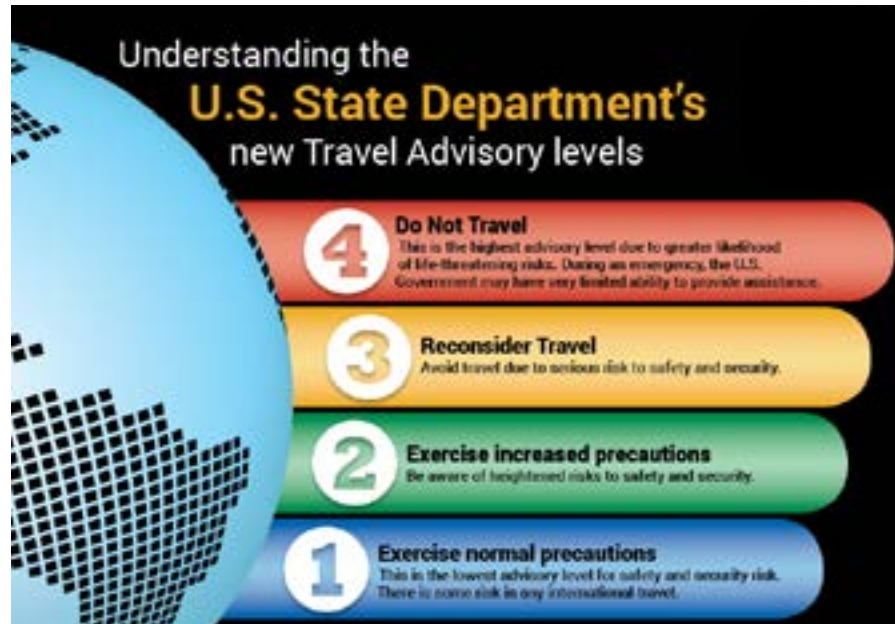 Understanding the
U.S. State Department's
new Travel Advisory levels
4
Do Not Travel
This is the highest advisory level due to greater likelihood
of life-threatening risks. During an emergency, the U.S.
Government may have very limited ability to provide assistance.
3
Reconsider Travel
Avoid travel due to serious risk to safety and security.
2
Exercise increased precautions
Be aware of heightened risks to safety and security.
1
Exercise normal precautions
This is the lowest advisory level for safety and security risk.
There is some risk in any international travel.